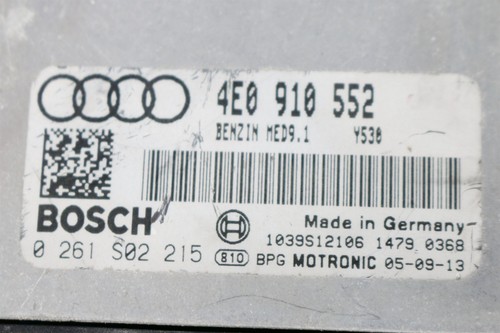 4E0 910 552
BENZIN MED9.1 Y530
BOSCH
Made in Germany
1039S12106 1479 0368
0 261 S02 215 810 BPG MOTRONIC 05-09-13